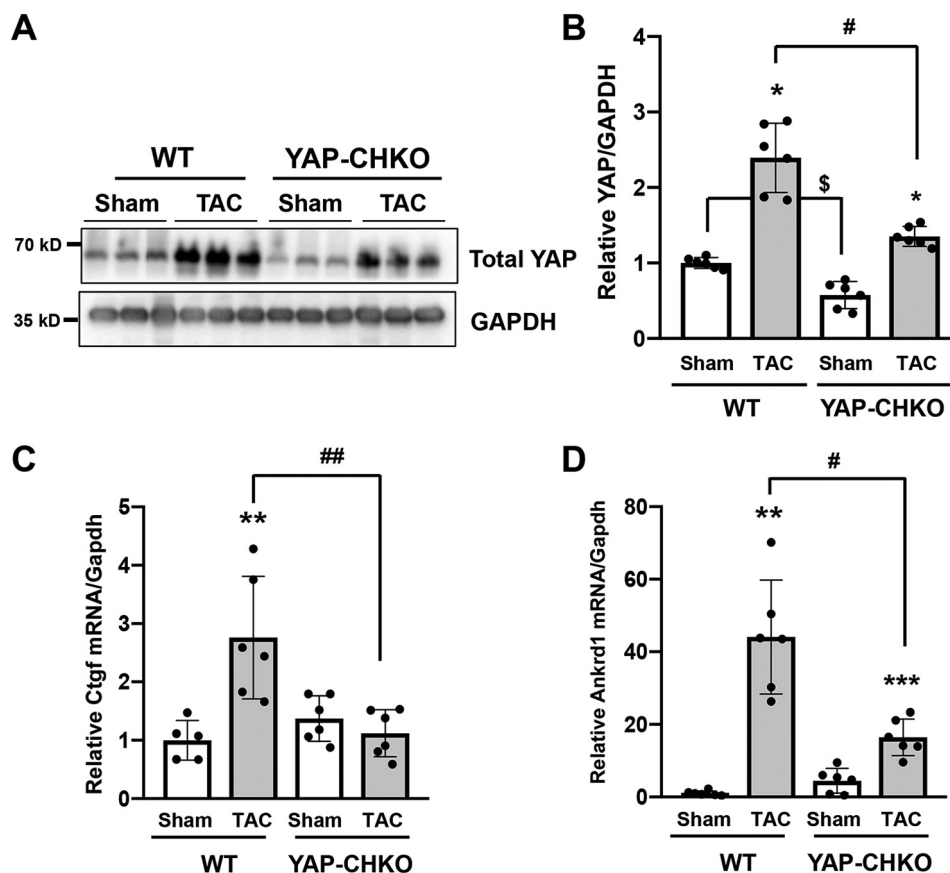 A
WT
YAP-CHKO
Sham
TAC
Sham
TAC
70 kD
Total YAP
35 kD
GAPDH
B
Relative YAP/GAPDH
4
3
2
1
0
#
*
$
*
Sham
TAC
Sham
TAC
WT
YAP-CHKO
C
Relative Ctgf mRNA/Gapdh
5
4
3
2
1
0
##
**
Sham
TAC
Sham
TAC
WT
YAP-CHKO
D
Relative Ankrd1 mRNA/Gapdh
80
60
40
20
0
#
**
***
Sham
TAC
Sham
TAC
WT
YAP-CHKO